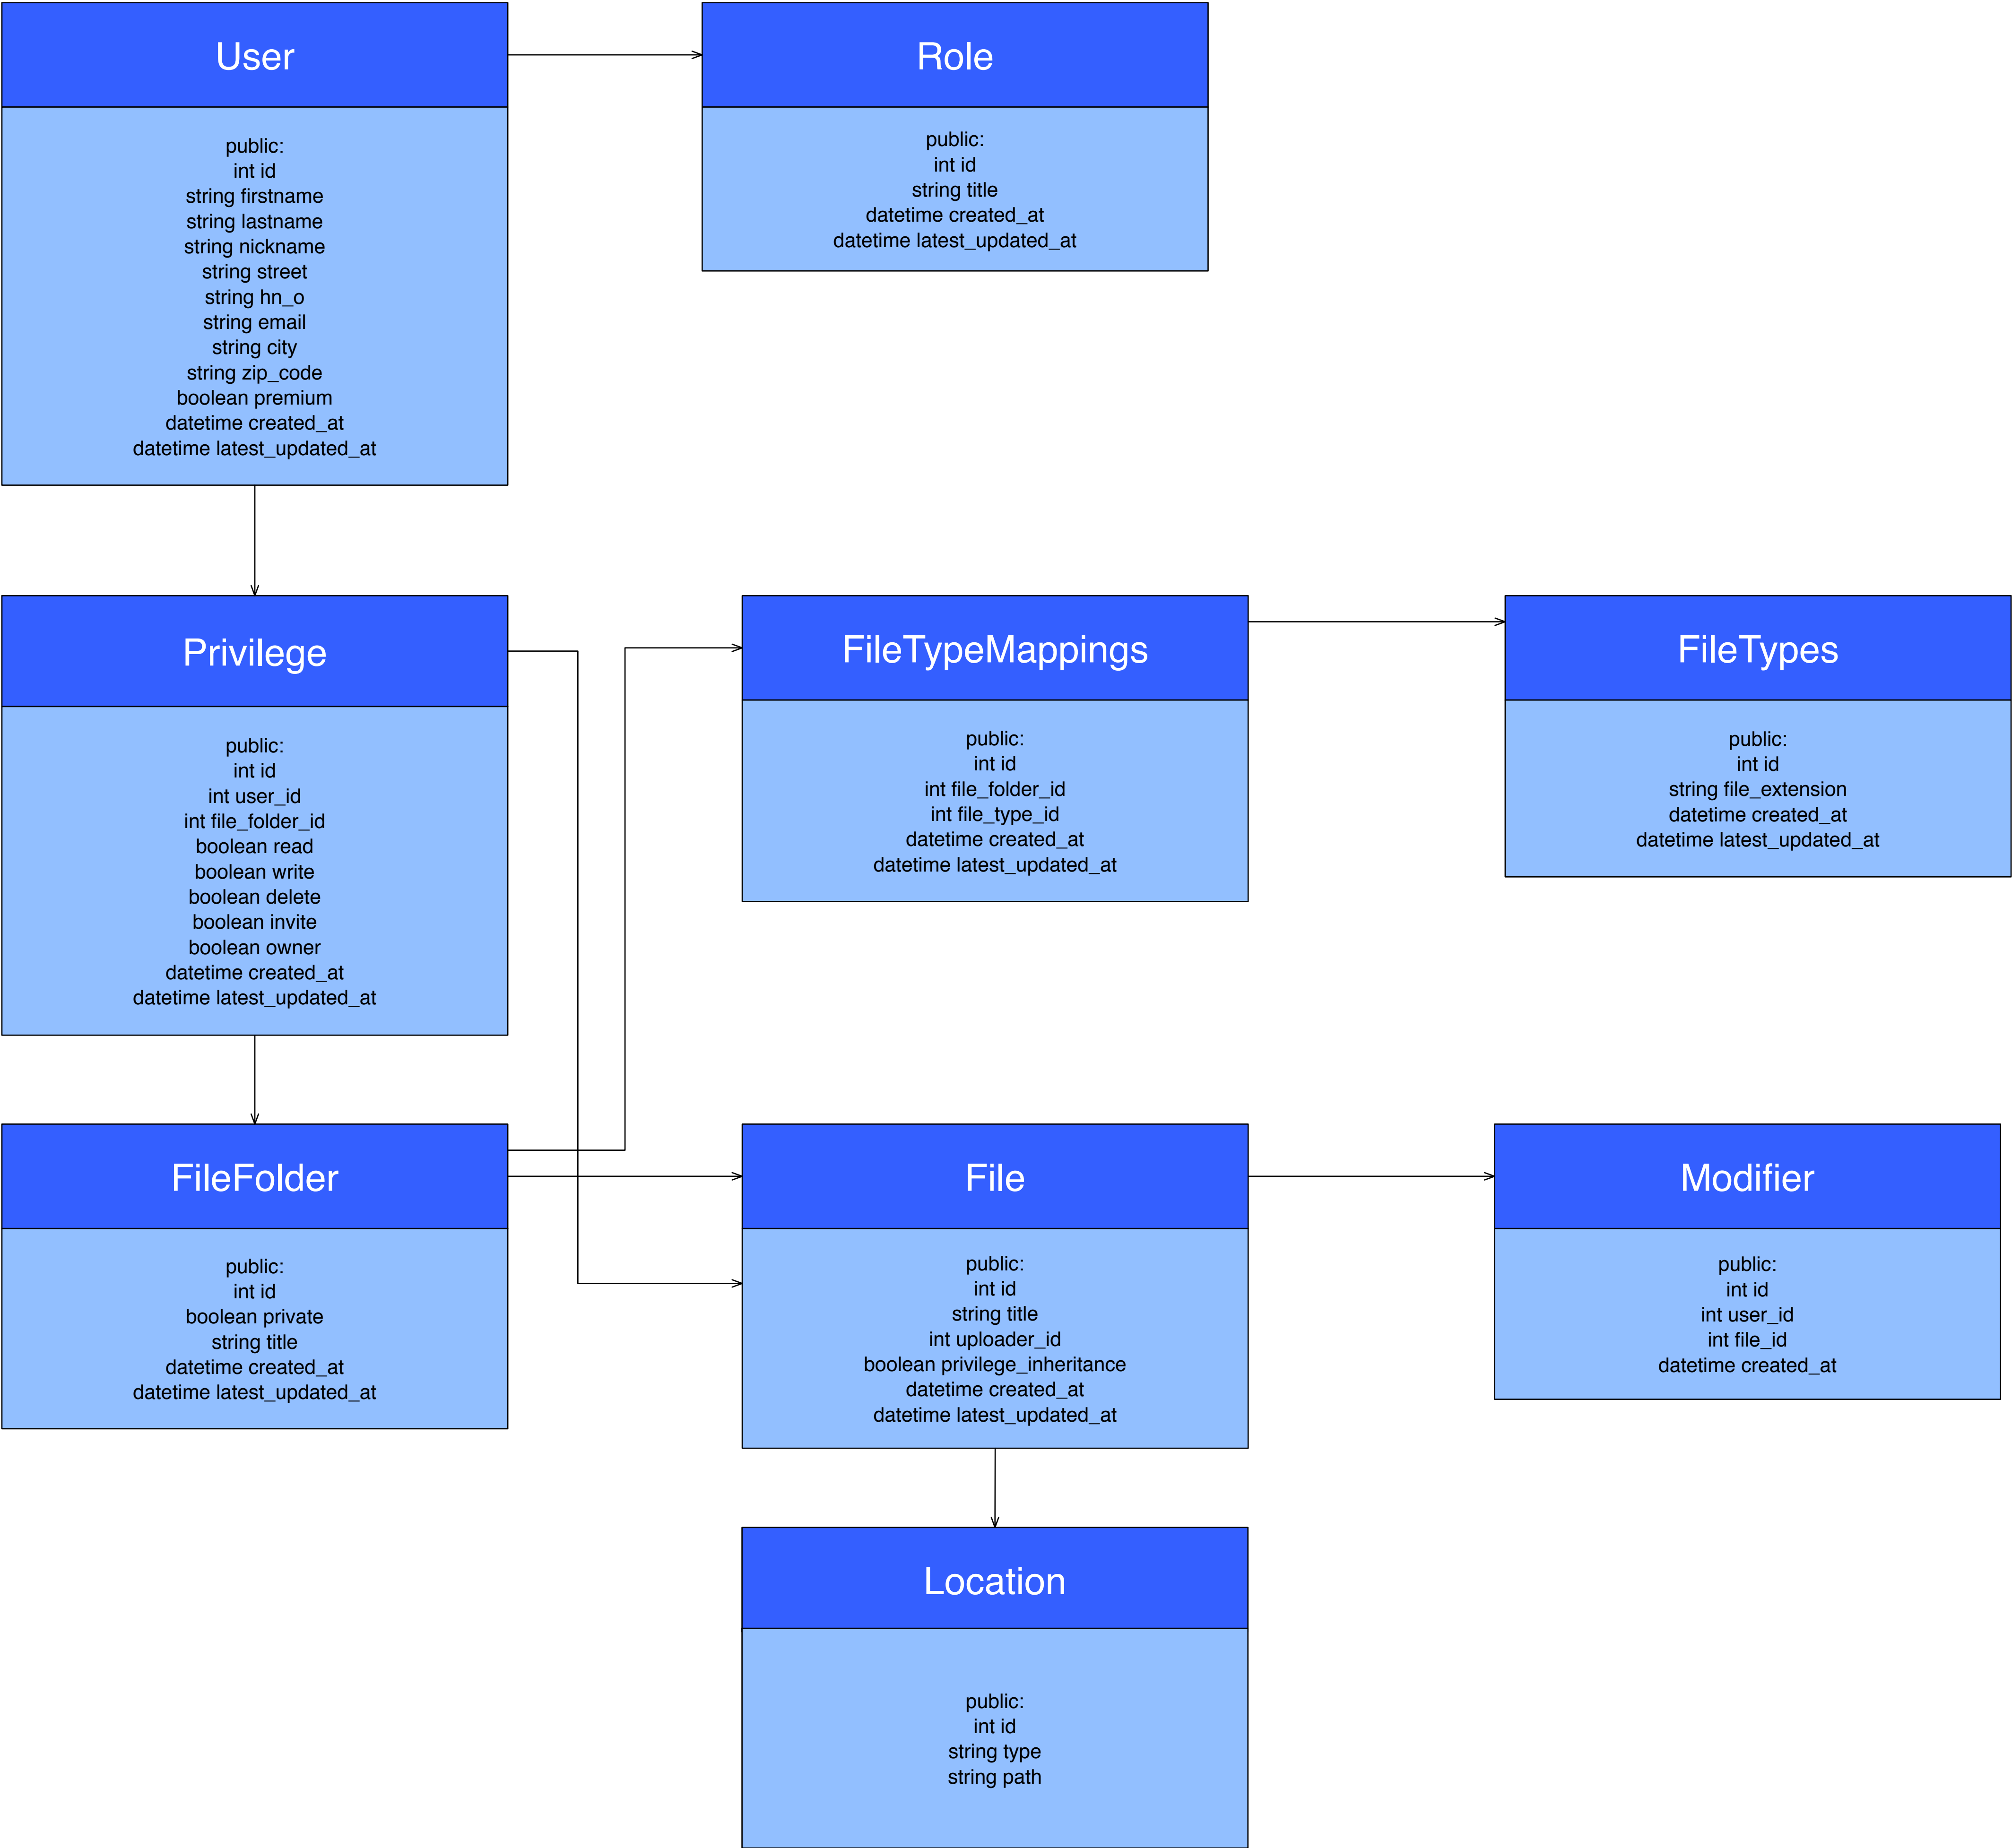 User
public:
int id
string firstname
string lastname
string nickname
string street
string hn_o
string email
string city
string zip_code
boolean premium
datetime created_at
datetime latest_updated_at
Role
public:
int id
string title
datetime created_at
datetime latest_updated_at
Privilege
public:
int id
int user_id
int file_folder_id
boolean read
boolean write
boolean delete
boolean invite
boolean owner
datetime created_at
datetime latest_updated_at
FileTypeMappings
public:
int id
int file_folder_id
int file_type_id
datetime created_at
datetime latest_updated_at
FileTypes
public:
int id
string file_extension
datetime created_at
datetime latest_updated_at
FileFolder
public:
int id
boolean private
string title
datetime created_at
datetime latest_updated_at
File
public:
int id
string title
int uploader_id
boolean privilege_inheritance
datetime created_at
datetime latest_updated_at
Modifier
public:
int id
int user_id
int file_id
datetime created_at
Location
public:
int id
string type
string path